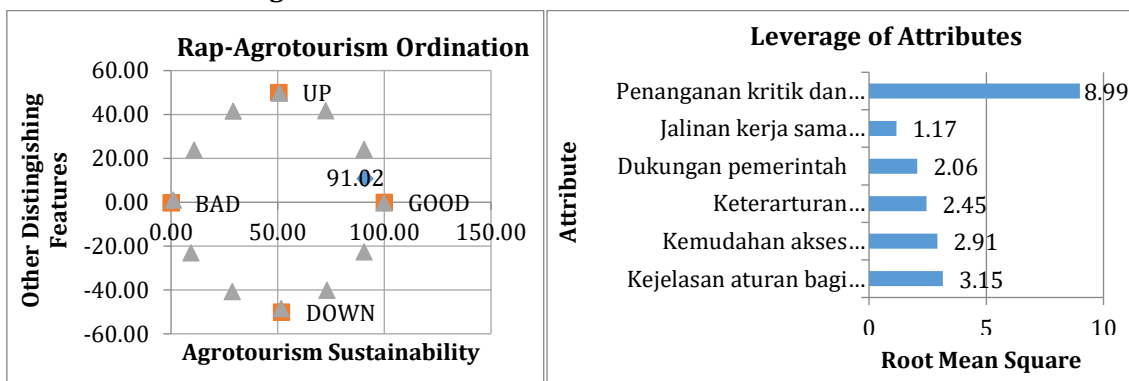 Rap-Agrotourism Ordination
60.00
40.00
20.00
0.00
-20.00
-40.00
-60.00
UP
91.02
BAD
GOOD
DOWN
0.00 50.00 100.00 150.00
Other Distingishing
Features
Agrotourism Sustainability
Leverage of Attributes
Attribute
Penanganan kritik dan... 8.99
Jalinan kerja sama... 1.17
Dukungan pemerintah 2.06
Keterarturan... 2.45
Kemudahan akses... 2.91
Kejelasan aturan bagi... 3.15
0 5 10
Root Mean Square